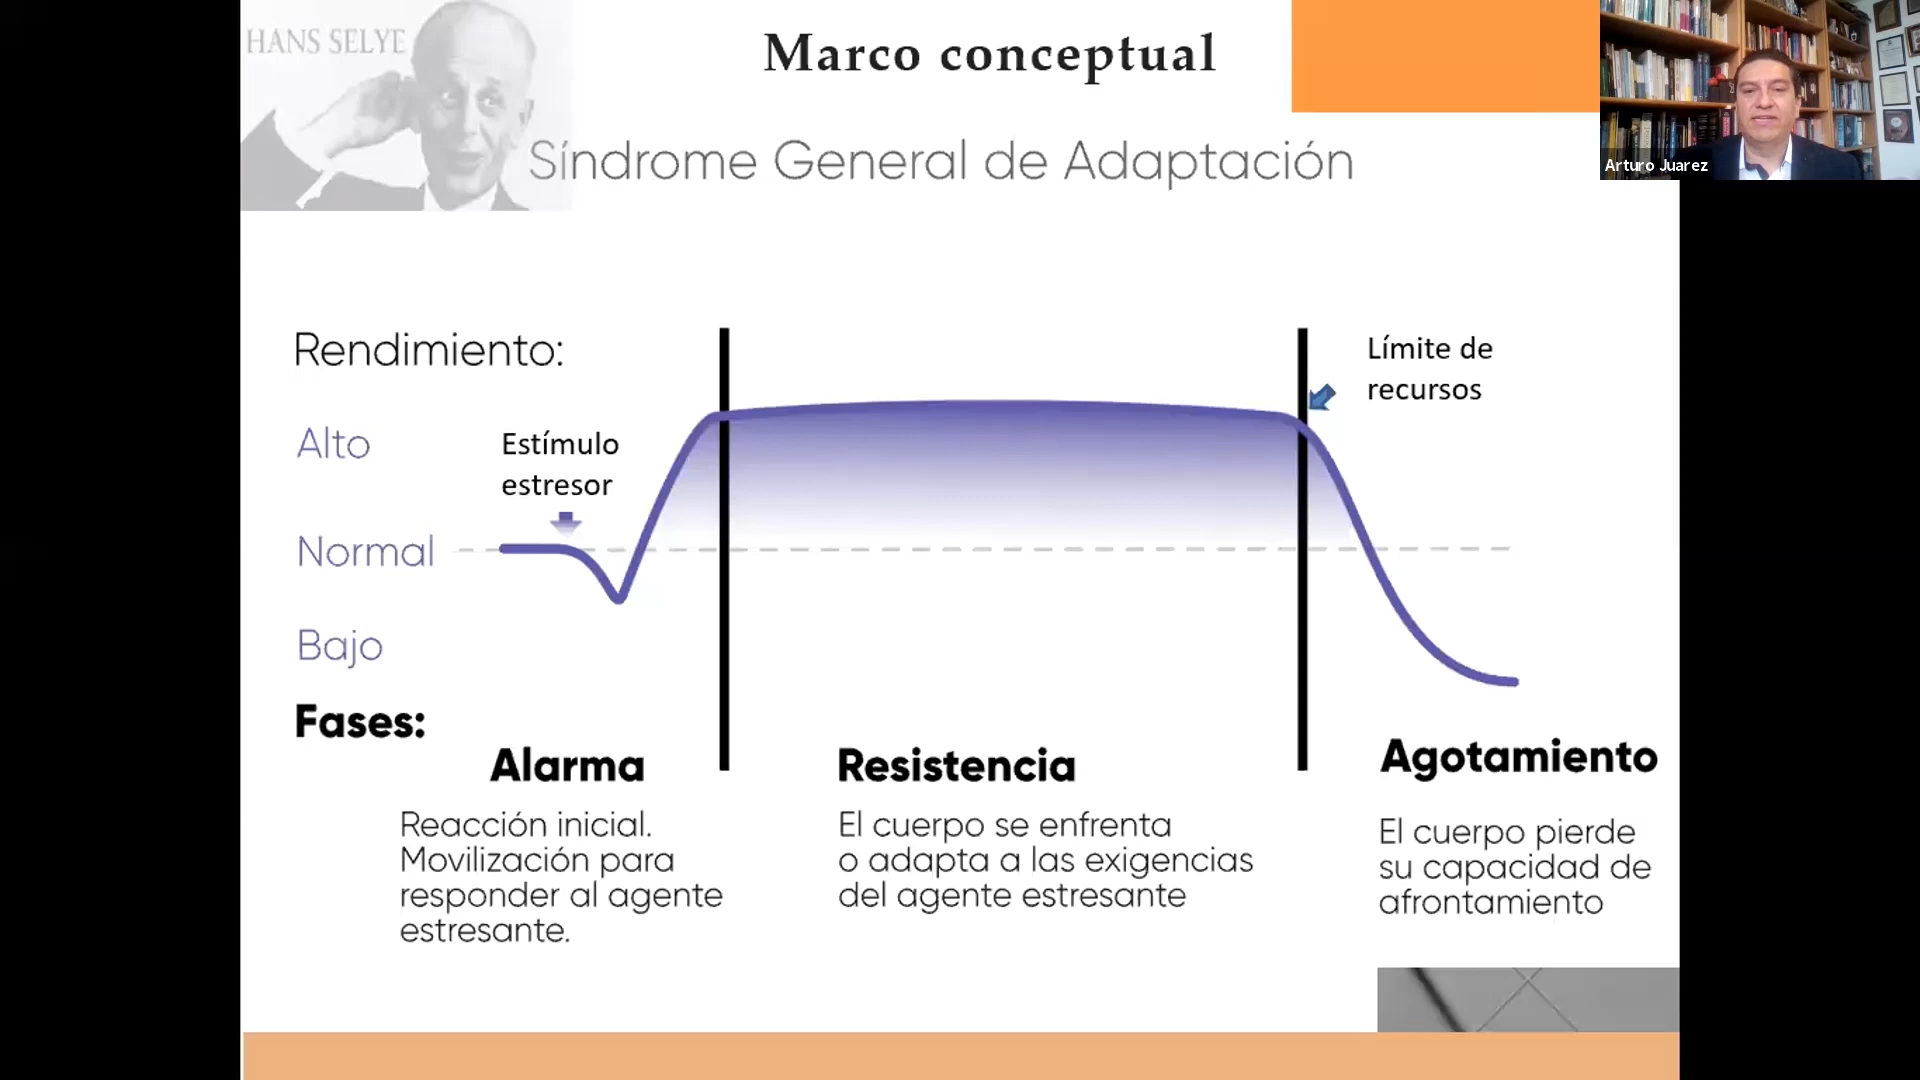 HANS SELYE
Marco conceptual
Arturo Juarez
Síndrome General de Adaptación
Rendimiento:
Límite de
recursos
Alto
Estímulo
estresor
Normal
Bajo
Fases:
Alarma
Reacción inicial.
Movilización para
responder al agente
estresante.
Resistencia
El cuerpo se enfrenta
o adapta a las exigencias
del agente estresante
Agotamiento
El cuerpo pierde
su capacidad de
afrontamiento